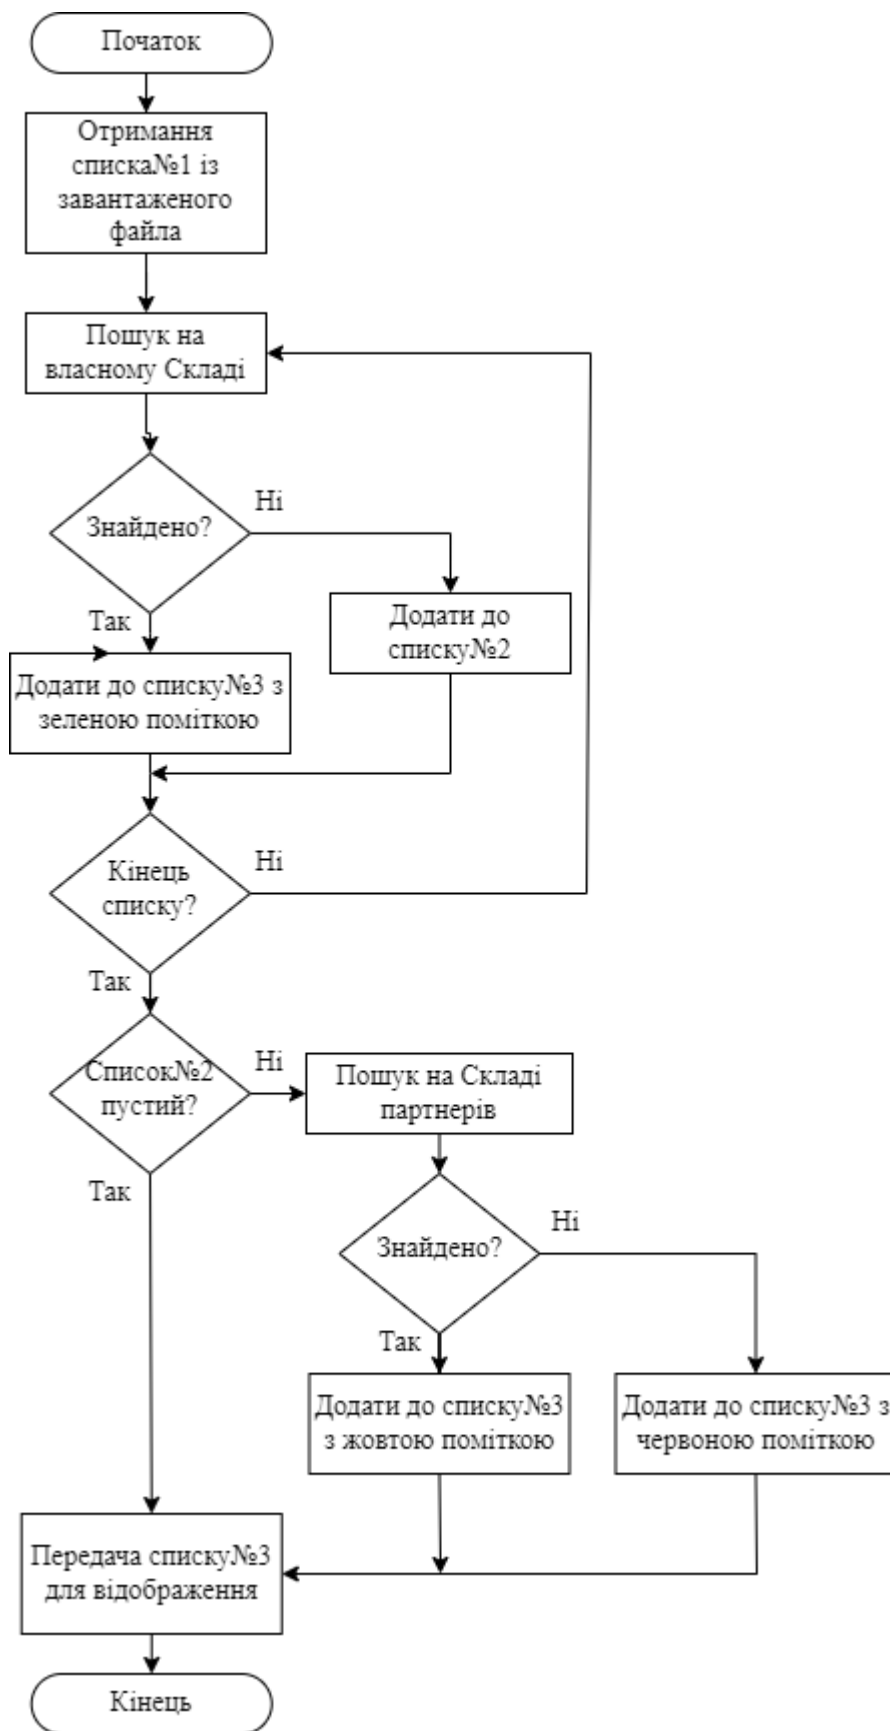 Початок
Отримання
списка№1 із
завантаженого
файла
Пошук на
власному Складі
Знайдено?
Ні
Додати до
списку№2
Так
Додати до списку№3 з
зеленою поміткою
Кінець
списку?
Ні
Так
Список№2
пустий?
Ні
Пошук на Складі
партнерів
Так
Знайдено?
Ні
Так
Додати до списку№3
з жовтою поміткою
Додати до списку№3 з
червоною поміткою
Передача списку№3
для відображення
Кінець